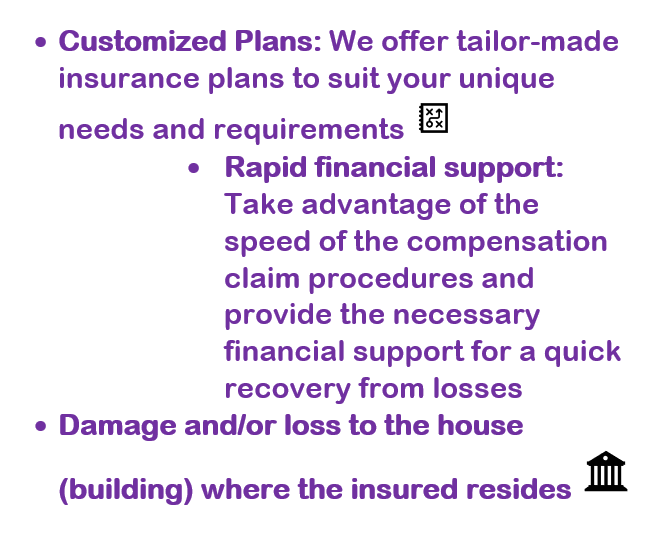 • Customized Plans: We offer tailor-made
insurance plans to suit your unique
needs and requirements
• Rapid financial support:
Take advantage of the
speed of the compensation
claim procedures and
provide the necessary
financial support for a quick
recovery from losses
• Damage and/or loss to the house
(building) where the insured resides